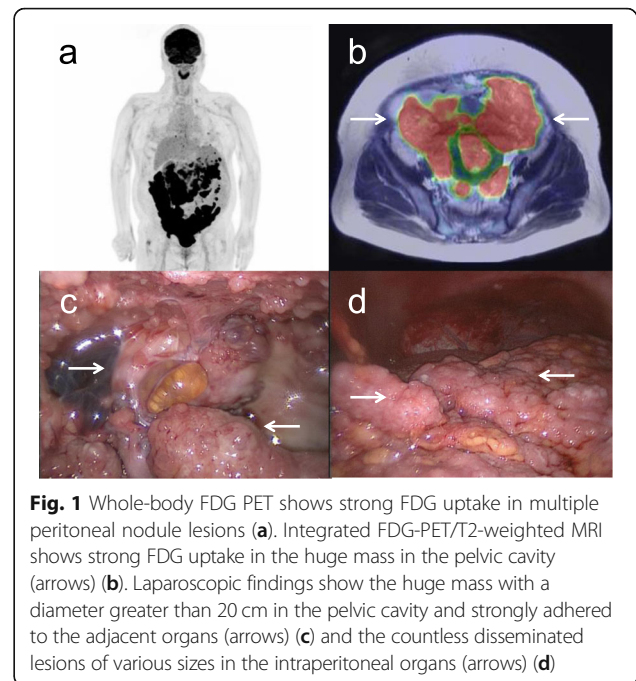 a
b
c
d
Fig. 1 Whole-body FDG PET shows strong FDG uptake in multiple
peritoneal nodule lesions (a). Integrated FDG-PET/T2-weighted MRI
shows strong FDG uptake in the huge mass in the pelvic cavity
(arrows) (b). Laparoscopic findings show the huge mass with a
diameter greater than 20 cm in the pelvic cavity and strongly adhered
to the adjacent organs (arrows) (c) and the countless disseminated
lesions of various sizes in the intraperitoneal organs (arrows) (d)